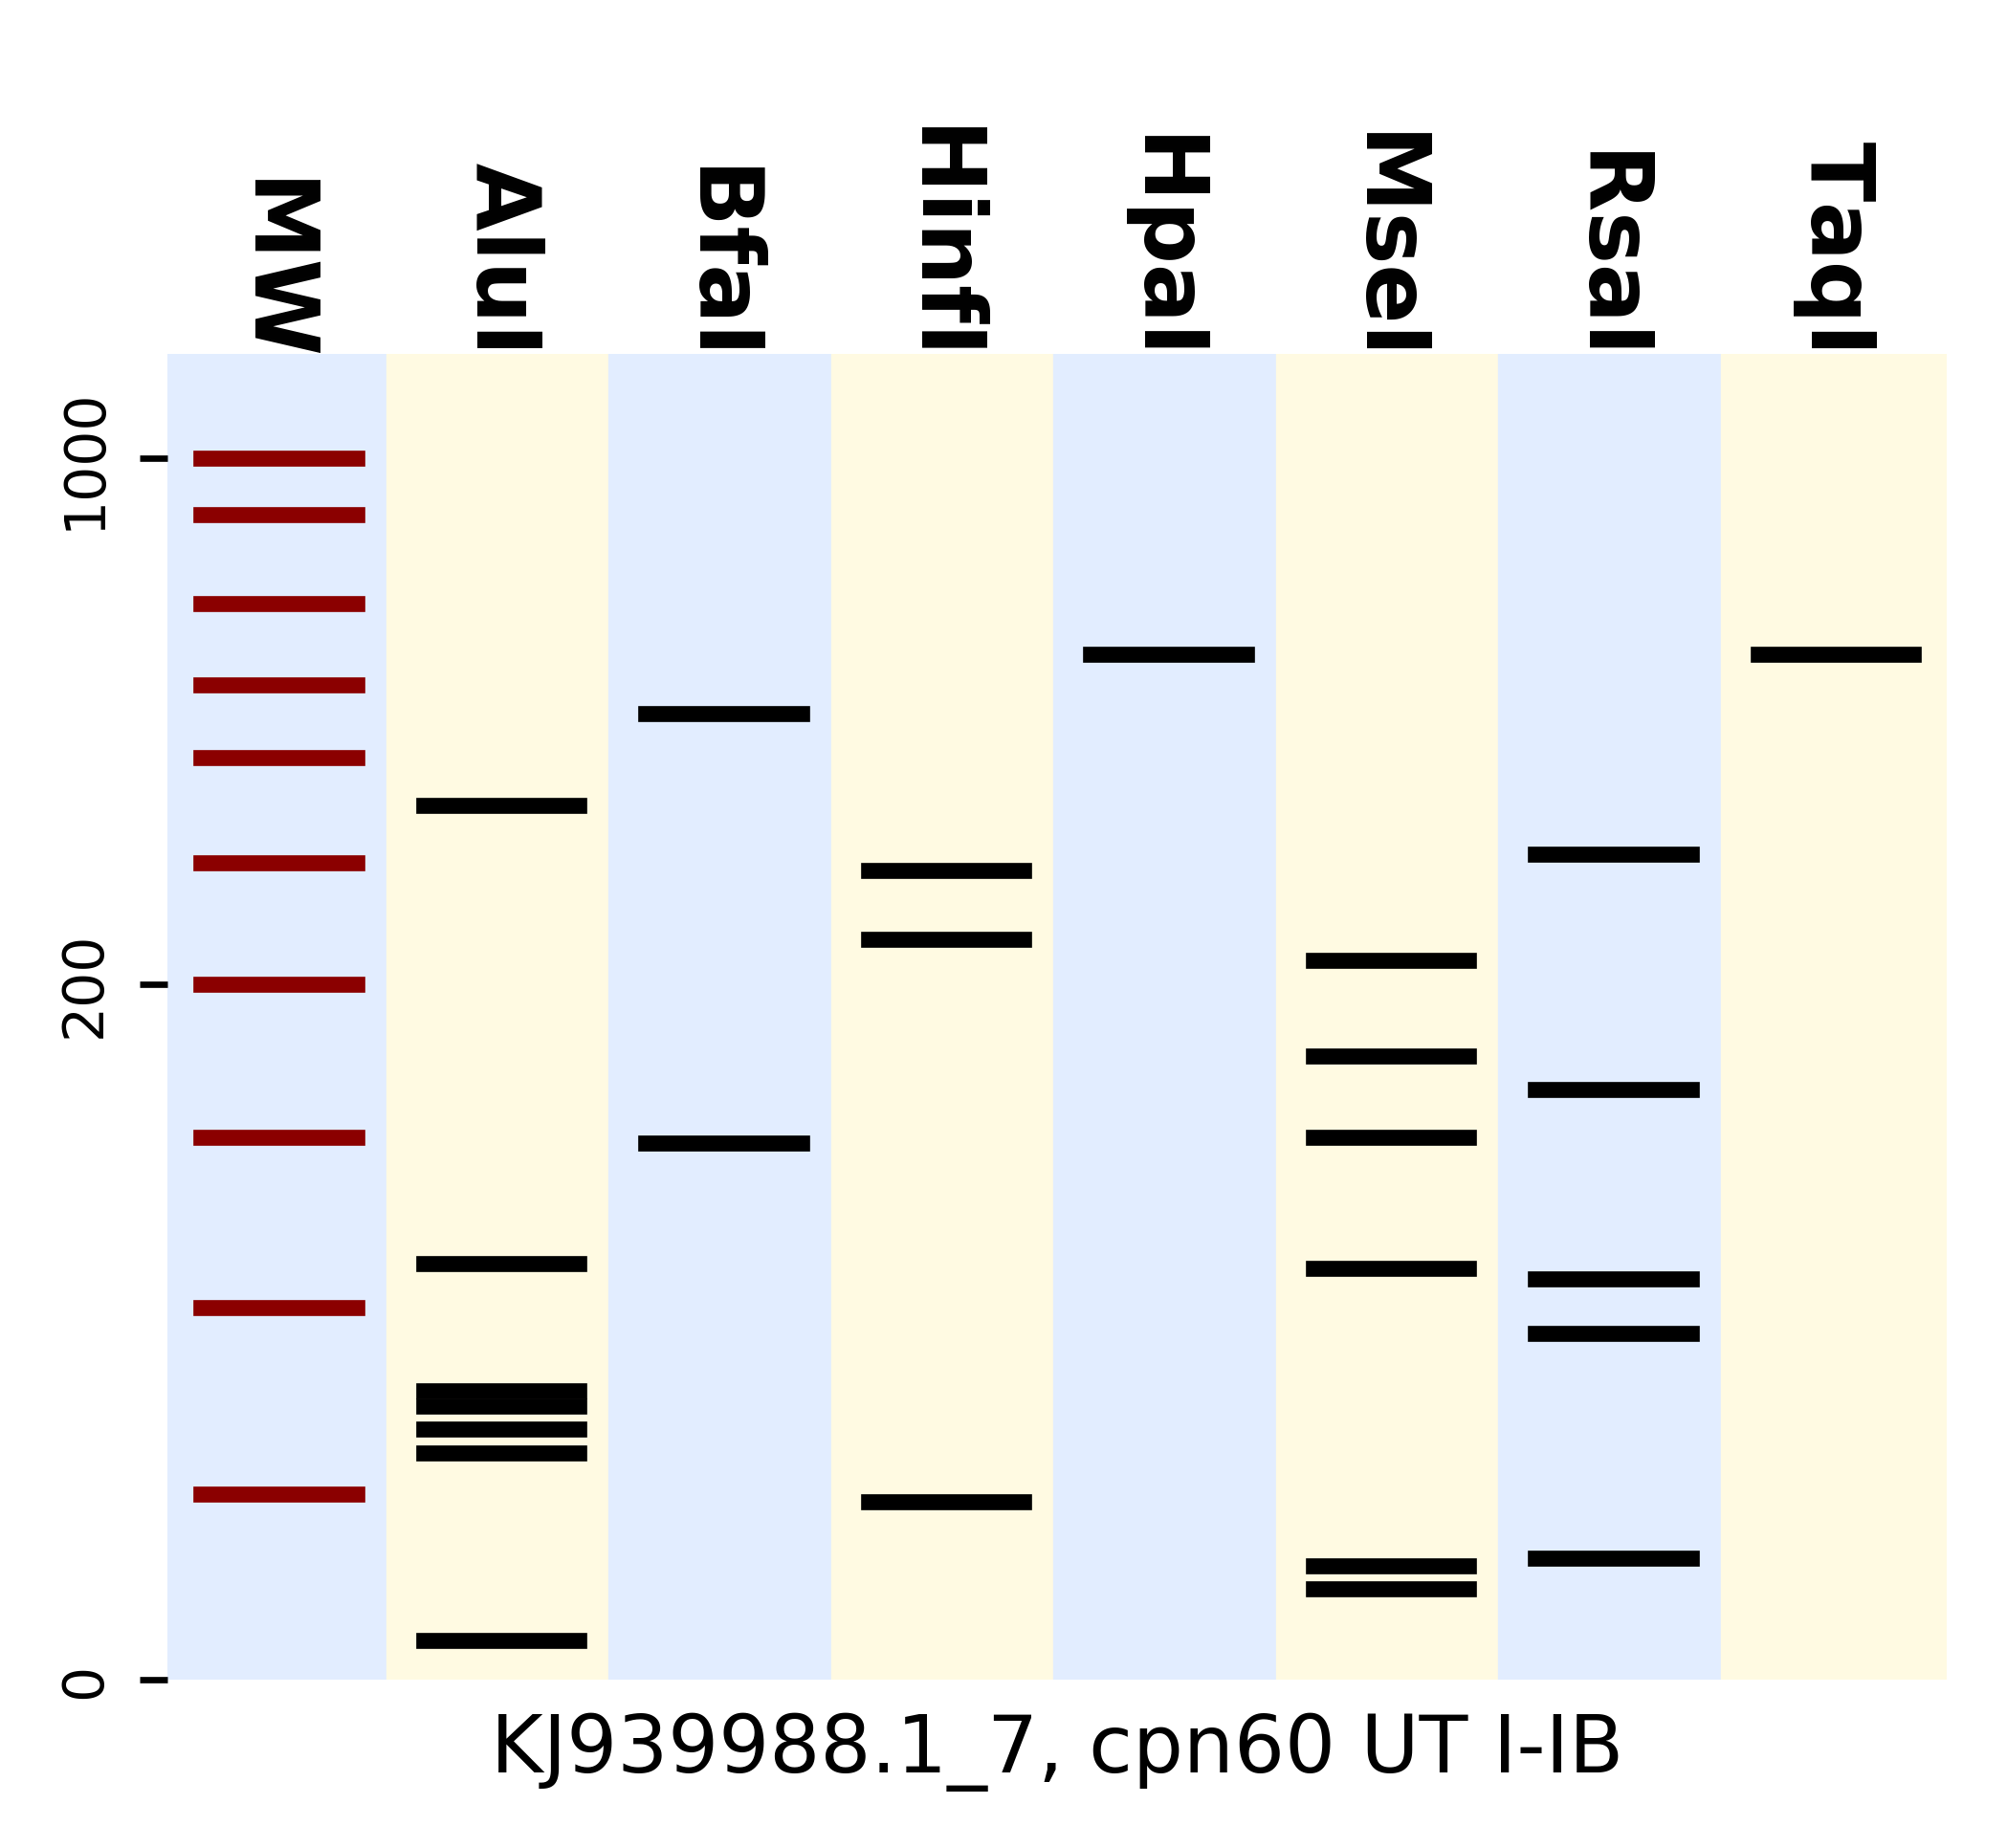 MW
AluI
BfaI
HinfI
HpaI
MseI
RsaI
TaqI
1000
200
0
KJ939988.1_7, cpn60 UT I-IB